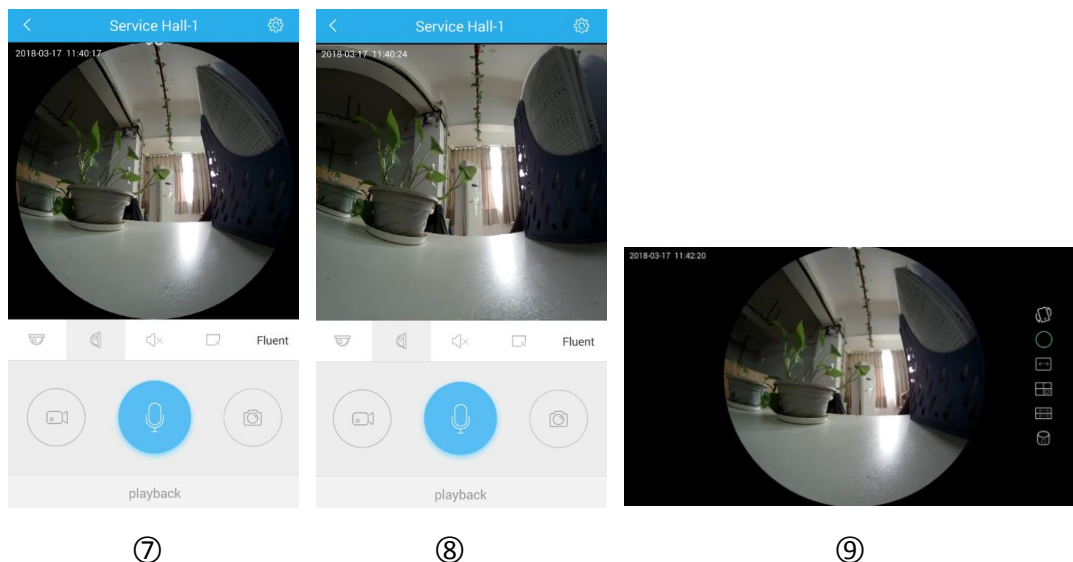 Service Hall-1
2018-03-17 11:40:17
Fluent
playback
⑦
Service Hall-1
2018-03-17 11:40:24
Fluent
playback
⑧
2018-03-17 11:42:20
⑨